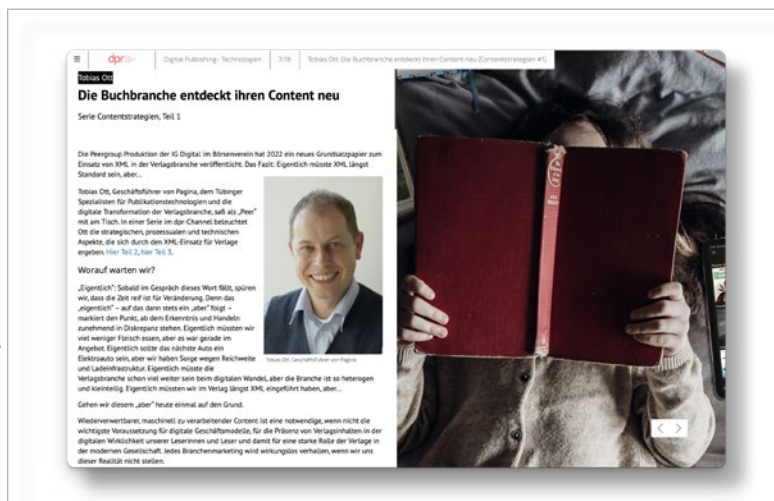 dpr
Digital Publishing- Technologien
7/16
Tobias Ott: Die Buchbranche entdeckt ihren Content neu (Contentstrategien #1)
Tobias Ott
Die Buchbranche entdeckt ihren Content neu
Serie Contentstrategien, Teil 1
Die Peergroup Produktion der IG Digital im Börsenverein hat 2022 ein neues Grundsatzpapier zum
Einsatz von XML in der Verlagsbranche veröffentlicht. Das Fazit: Eigentlich müsste XML längst
Standard sein, aber...
Tobias Ott, Geschäftsführer von Pagina, dem Tübinger
Spezialisten für Publikationstechnologien und die
digitale Transformation der Verlagsbranche, saß als „Peer"
mit am Tisch. In einer Serie im dpr-Channel beleuchtet
Ott die strategischen, prozessualen und technischen
Aspekte, die sich durch den XML-Einsatz für Verlage
ergeben. Hier Teil 2, hier Teil 3.
Worauf warten wir?
„Eigentlich": Sobald im Gespräch dieses Wort fällt, spüren
wir, dass die Zeit reif ist für Veränderung. Denn das
„eigentlich" – auf das dann stets ein „aber" folgt –
markiert den Punkt, ab dem Erkenntnis und Handeln
zunehmend in Diskrepanz stehen. Eigentlich müssten wir
viel weniger Fleisch essen, aber es war gerade im
Angebot. Eigentlich sollte das nächste Auto ein
Elektroauto sein, aber wir haben Sorge wegen Reichweite
und Ladeinfrastruktur. Eigentlich müsste die
Verlagsbranche schon viel weiter sein beim digitalen Wandel, aber die Branche ist so heterogen
und kleinteilig. Eigentlich müssten wir im Verlag längst XML eingeführt haben, aber...
Tobias Ott, Geschäftsführer von Pagina
Gehen wir diesem „aber" heute einmal auf den Grund.
Wiederverwertbarer, maschinell zu verarbeitender Content ist eine notwendige, wenn nicht die
wichtigste Voraussetzung für digitale Geschäftsmodelle, für die Präsenz von Verlagsinhalten in der
digitalen Wirklichkeit unserer Leserinnen und Leser und damit für eine starke Rolle der Verlage in
der modernen Gesellschaft. Jedes Branchenmarketing wird wirkungslos verhallen, wenn wir uns
dieser Realität nicht stellen.